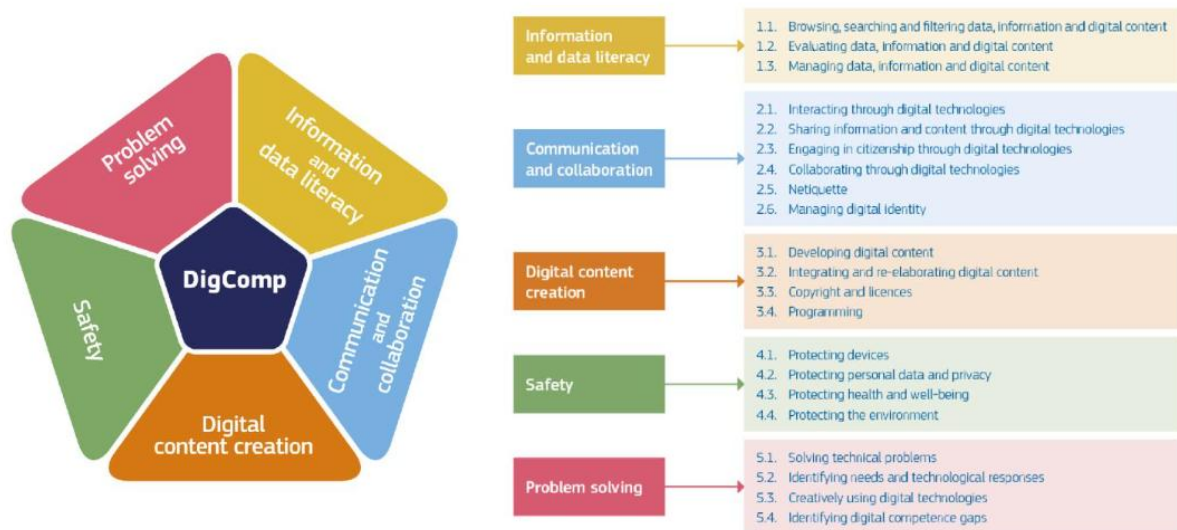 Problem
solving
Information
and
data literacy
DigComp
Safety
Communication
and
collaboration
Digital
content creation
Information
and data literacy
1.1. Browsing, searching and filtering data, information and digital content
1.2. Evaluating data, information and digital content
1.3. Managing data, information and digital content
Communication
and collaboration
2.1. Interacting through digital technologies
2.2. Sharing information and content through digital technologies
2.3. Engaging in citizenship through digital technologies
2.4. Collaborating through digital technologies
2.5. Netiquette
2.6. Managing digital identity
Digital content
creation
3.1. Developing digital content
3.2. Integrating and re-elaborating digital content
3.3. Copyright and licences
3.4. Programming
Safety
4.1. Protecting devices
4.2. Protecting personal data and privacy
4.3. Protecting health and well-being
4.4. Protecting the environment
Problem solving
5.1. Solving technical problems
5.2. Identifying needs and technological responses
5.3. Creatively using digital technologies
5.4. Identifying digital competence gaps